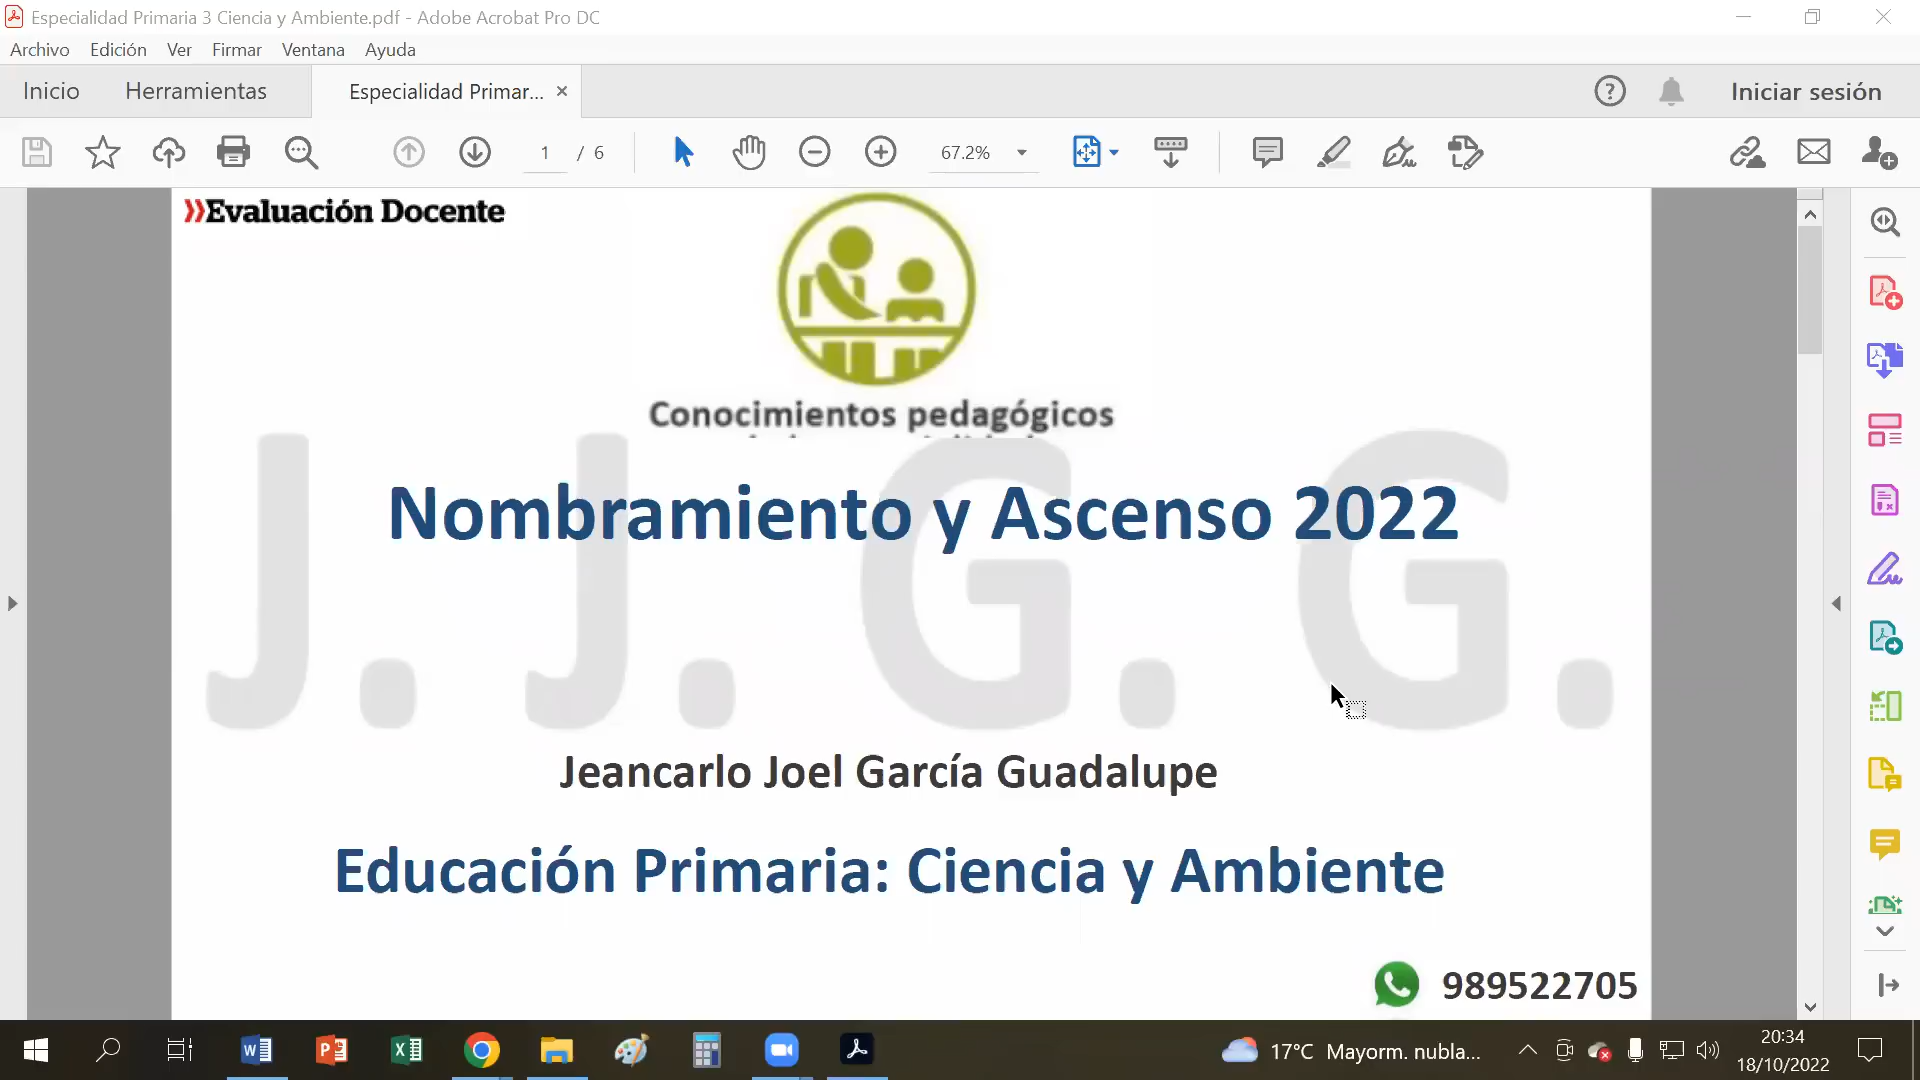 Especialidad Primaria 3 Ciencia y Ambiente.pdf - Adobe Acrobat Pro DC
Archivo Edición Ver Firmar Ventana Ayuda
Inicio Herramientas Especialidad Primar... × Iniciar sesión
1 / 6 67.2%
»Evaluación Docente
Conocimientos pedagógicos
J. J. G. G.
Nombramiento y Ascenso 2022
Jeancarlo Joel García Guadalupe
Educación Primaria: Ciencia y Ambiente
989522705
17°C Mayorm. nubla...
20:34
18/10/2022